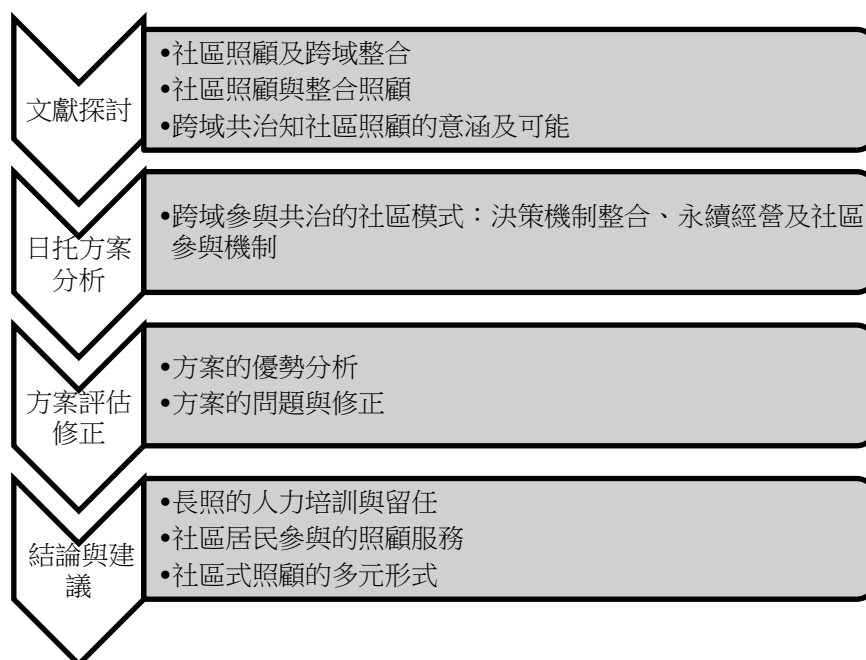 文獻探討
•社區照顧及跨域整合
•社區照顧與整合照顧
•跨域共治知社區照顧的意涵及可能
日托方案
分析
•跨域參與共治的社區模式：決策機制整合、永續經營及社區
參與機制
方案評估
修正
•方案的優勢分析
•方案的問題與修正
結論與建
議
•長照的人力培訓與留任
•社區居民參與的照顧服務
•社區式照顧的多元形式